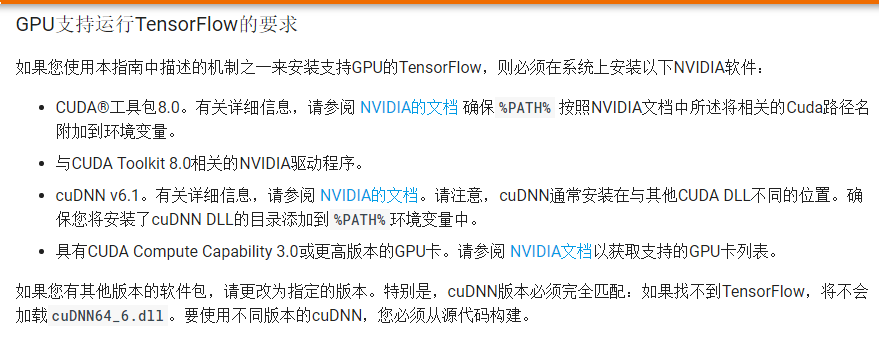 GPU支持运行TensorFlow的要求
如果您使用本指南中描述的机制之一来安装支持GPU的TensorFlow，则必须在系统上安装以下NVIDIA软件：
• CUDA®工具包8.0。有关详细信息，请参阅 NVIDIA的文档 确保 %PATH% 按照NVIDIA文档中所述将相关的Cuda路径名
附加到环境变量。
• 与CUDA Toolkit 8.0相关的NVIDIA驱动程序。
• cuDNN v6.1。有关详细信息，请参阅 NVIDIA的文档。请注意，cuDNN通常安装在与其他CUDA DLL不同的位置。确
保您将安装了cuDNN DLL的目录添加到 %PATH% 环境变量中。
• 具有CUDA Compute Capability 3.0或更高版本的GPU卡。请参阅 NVIDIA文档以获取支持的GPU卡列表。
如果您有其他版本的软件包，请更改为指定的版本。特别是，cuDNN版本必须完全匹配：如果找不到TensorFlow，将不会
加载 cuDNN64_6.dll 。要使用不同版本的cuDNN，您必须从源代码构建。